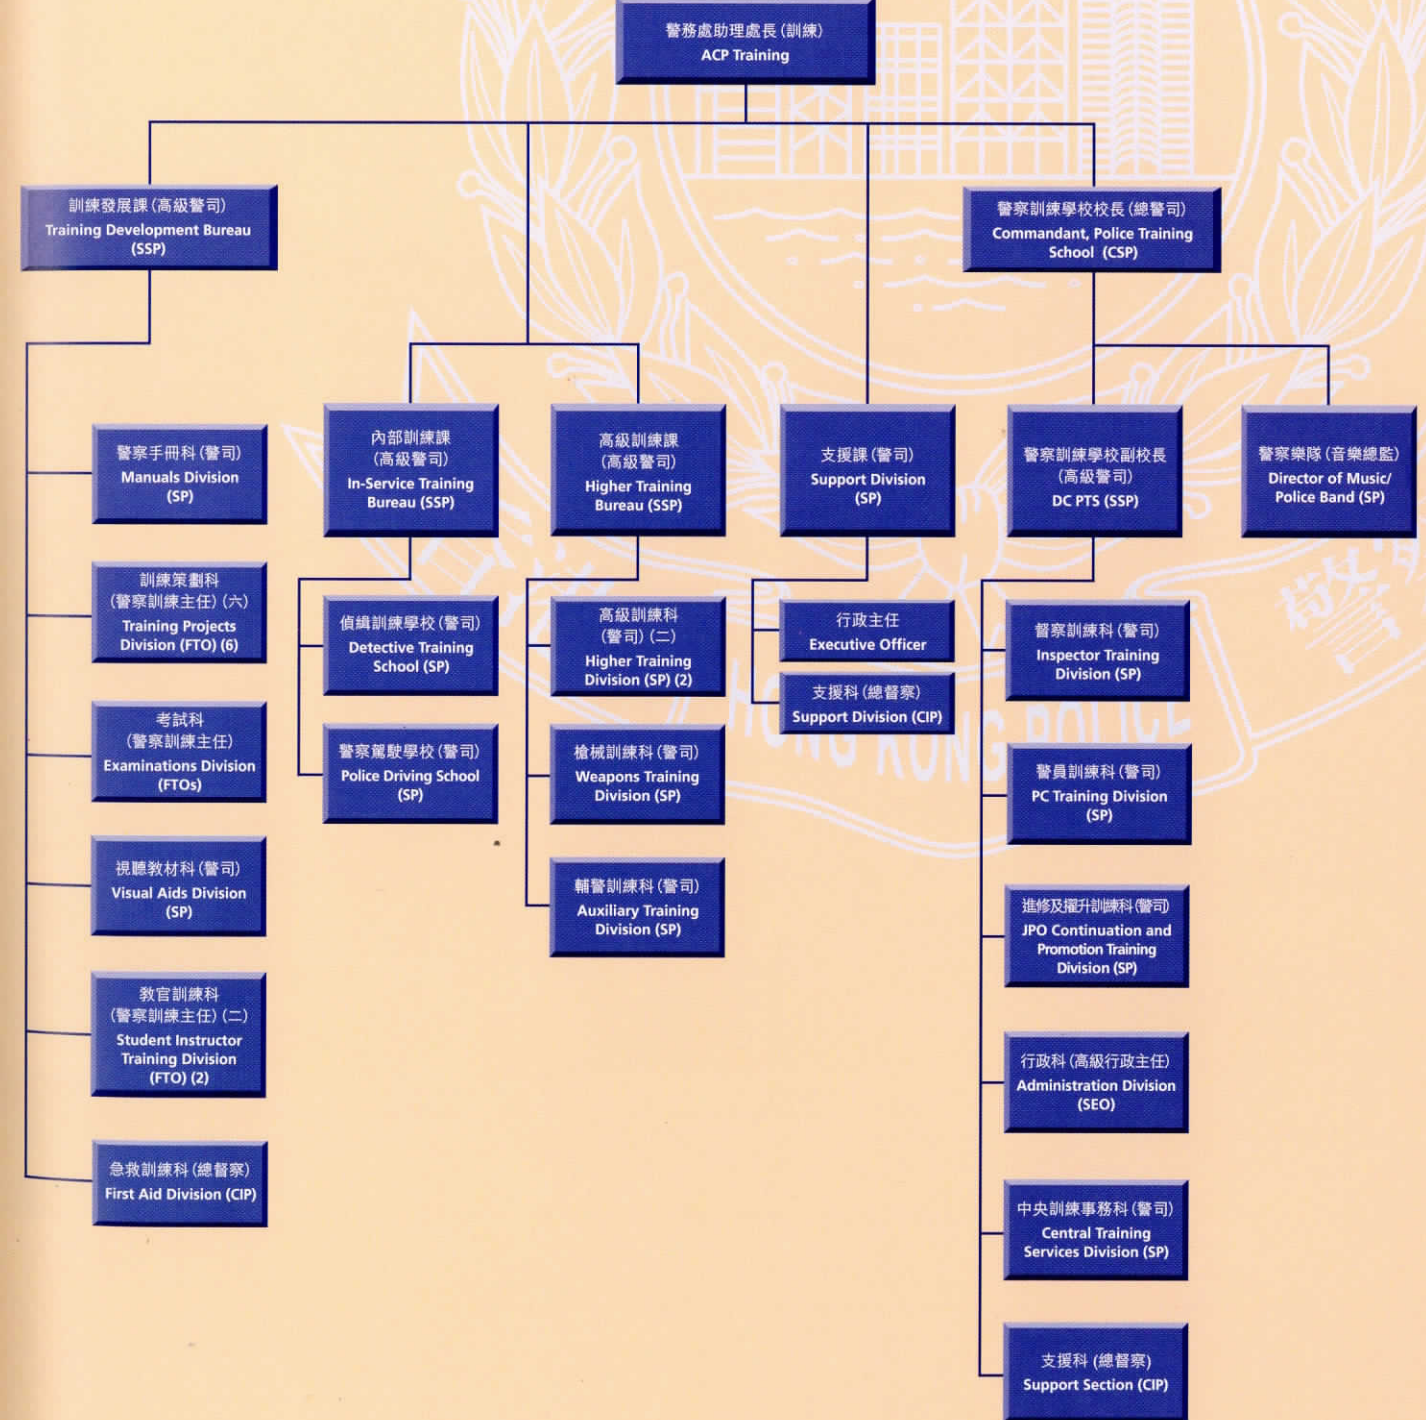 警務處助理處長(訓練)
ACP Training
訓練發展課(高級警司)
Training Development Bureau
(SSP)
警察訓練學校校長(總警司)
Commandant, Police Training
School (CSP)
警察手冊科(警司)
Manuals Division
(SP)
訓練策劃科
(警察訓練主任)(六)
Training Projects
Division (FTO) (6)
考試科
(警察訓練主任)
Examinations Division
(FTOs)
視聽教材科(警司)
Visual Aids Division
(SP)
教官訓練科
(警察訓練主任)(二)
Student Instructor
Training Division
(FTO) (2)
急救訓練科(總督察)
First Aid Division (CIP)
內部訓練課
(高級警司)
In-Service Training
Bureau (SSP)
偵緝訓練學校(警司)
Detective Training
School (SP)
警察駕駛學校(警司)
Police Driving School
(SP)
高級訓練課
(高級警司)
Higher Training
Bureau (SSP)
高級訓練科
(警司)(二)
Higher Training
Division (SP) (2)
槍械訓練科(警司)
Weapons Training
Division (SP)
輔警訓練科(警司)
Auxiliary Training
Division (SP)
支援課(警司)
Support Division
(SP)
行政主任
Executive Officer
支援科(總督察)
Support Division (CIP)
警察訓練學校副校長
(高級警司)
DC PTS (SSP)
督察訓練科(警司)
Inspector Training
Division (SP)
警員訓練科(警司)
PC Training Division
(SP)
進修及擢升訓練科(警司)
JPO Continuation and
Promotion Training
Division (SP)
行政科(高級行政主任)
Administration Division
(SEO)
中央訓練事務科(警司)
Central Training
Services Division (SP)
支援科(總督察)
Support Section (CIP)
警察樂隊(音樂總監)
Director of Music/
Police Band (SP)
HONG KONG POLICE